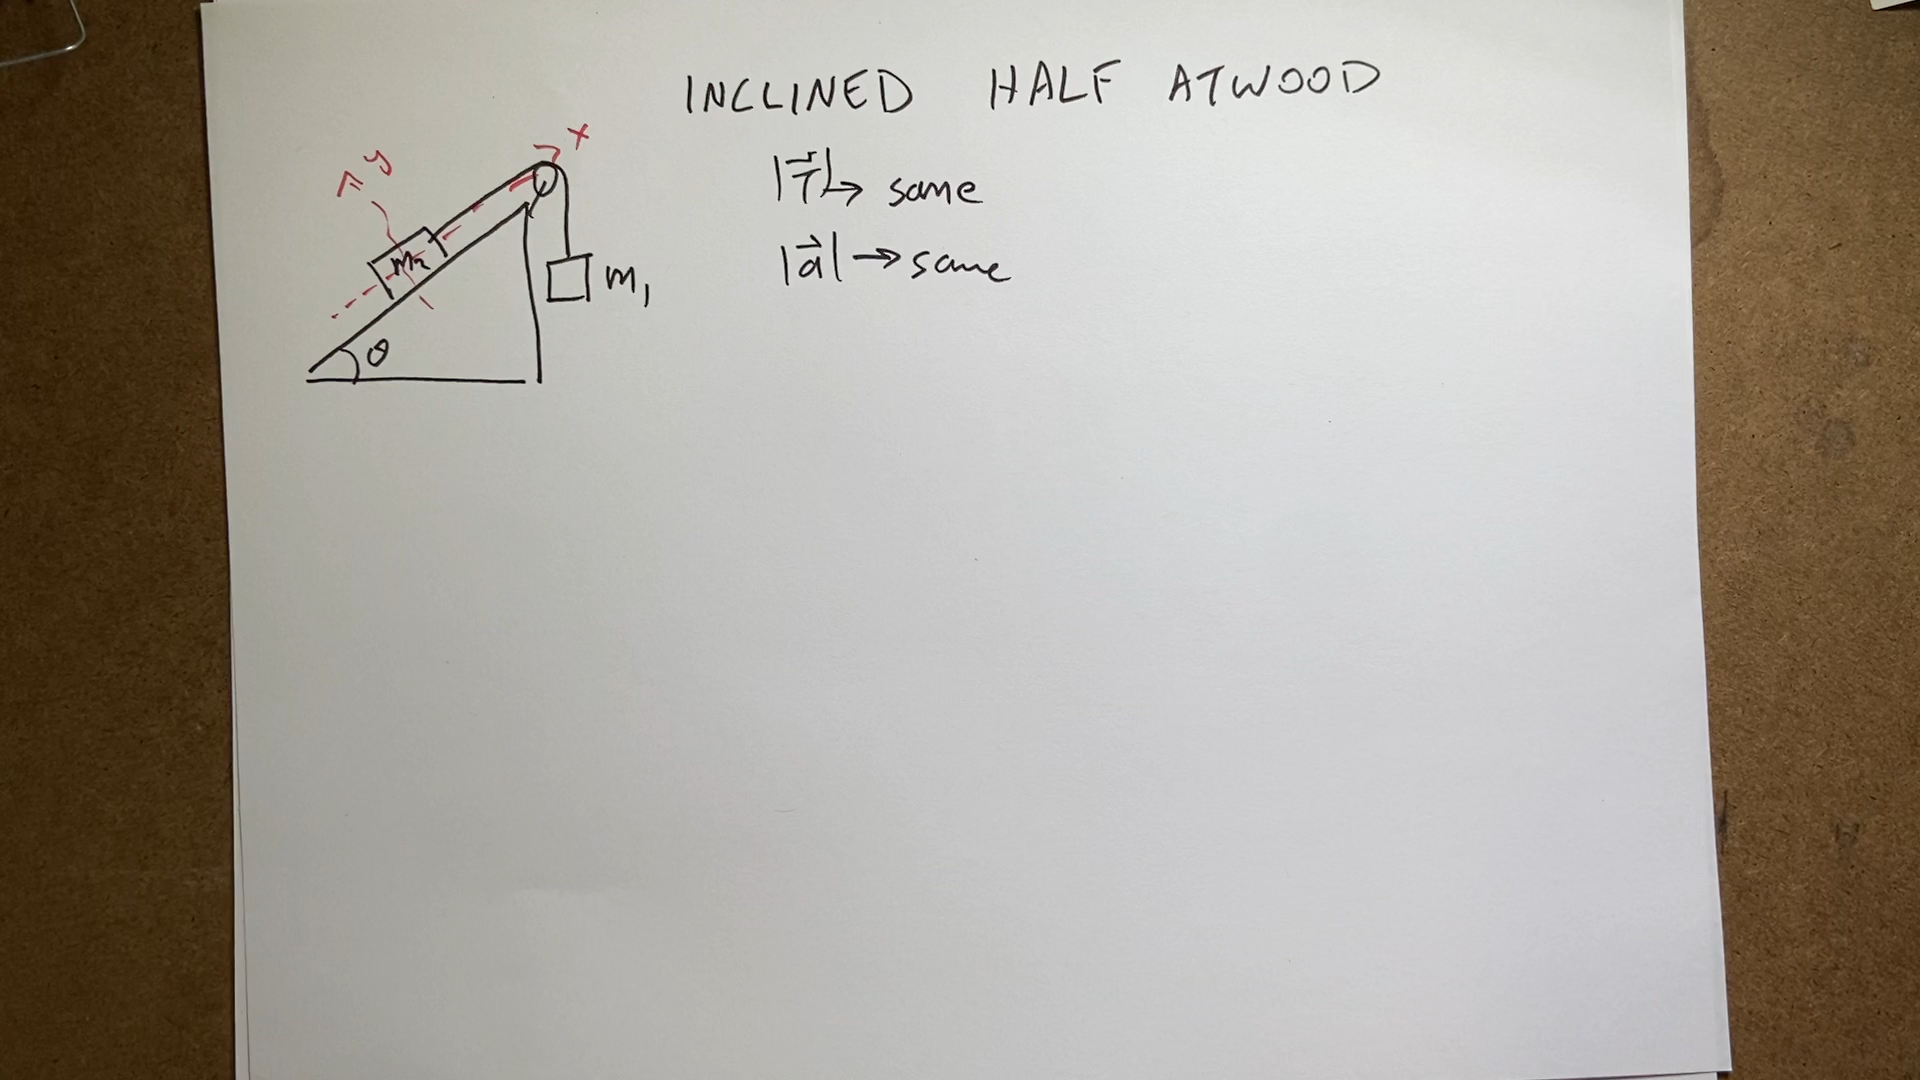 INCLINED HALF ATWOOD
x
y
|T⃗|→ same
|a⃗|→ same
m₂
m₁
θ